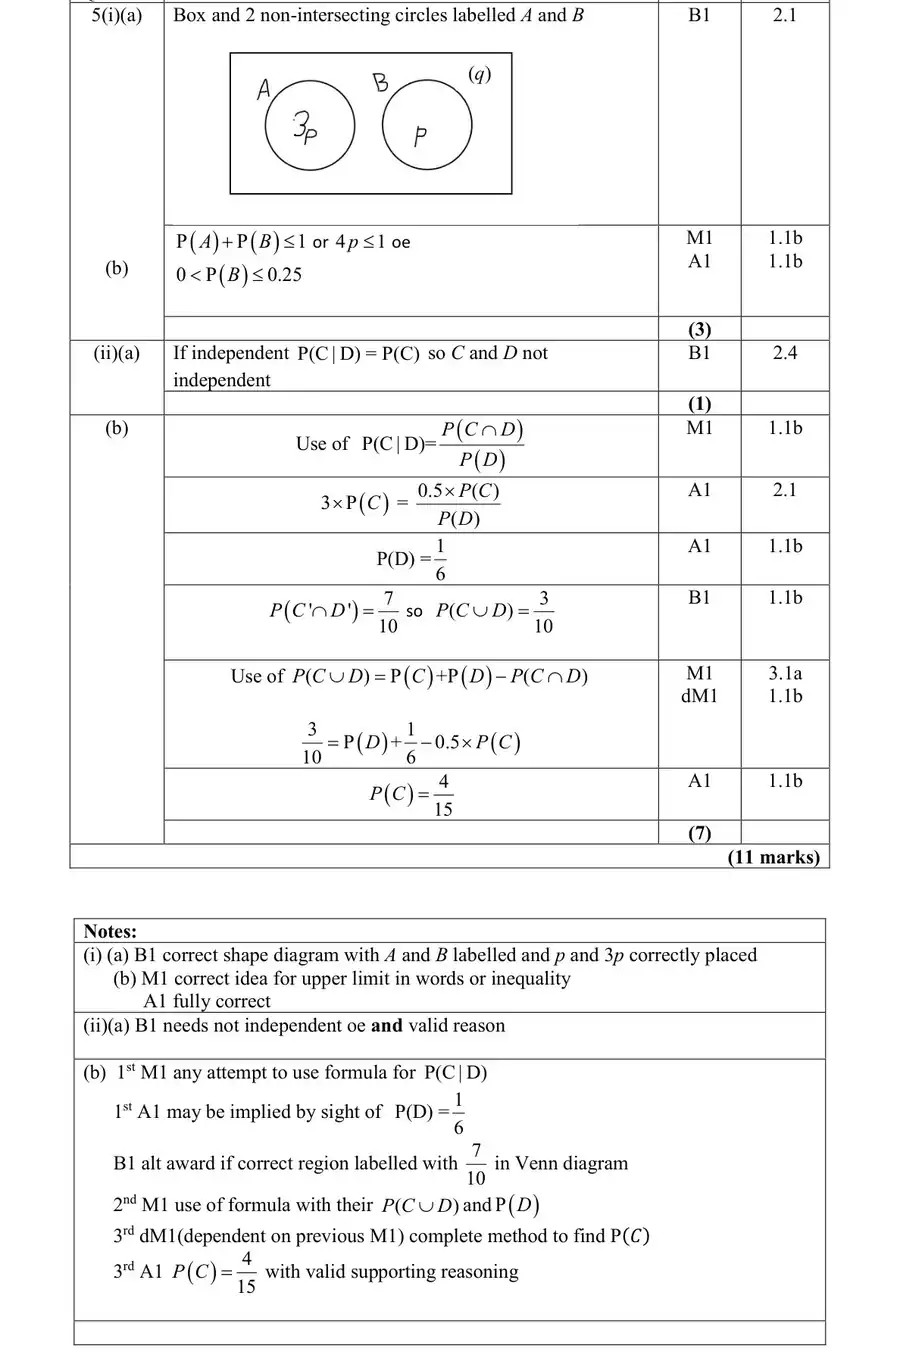 5(i)(a) Box and 2 non-intersecting circles labelled A and B B1 2.1
A B (q)
3p p
P(A)+P(B)≤1 or 4p≤1 oe M1 1.1b
(b) 0<P(B)≤0.25 A1 1.1b
(3)
(ii)(a) If independent P(C|D) = P(C) so C and D not B1 2.4
independent
(1)
(b) Use of P(C|D)=P(C∩D)/P(D) M1 1.1b
3×P(C) = 0.5×P(C)/P(D) A1 2.1
P(D) = 1/6 A1 1.1b
P(C'∩D') = 7/10 so P(C∪D) = 3/10 B1 1.1b
Use of P(C∪D) = P(C)+P(D)−P(C∩D) M1 3.1a
dM1 1.1b
3/10 = P(D)+1/6−0.5×P(C)
P(C) = 4/15 A1 1.1b
(7)
(11 marks)
Notes:
(i) (a) B1 correct shape diagram with A and B labelled and p and 3p correctly placed
(b) M1 correct idea for upper limit in words or inequality
A1 fully correct
(ii)(a) B1 needs not independent oe and valid reason
(b) 1st M1 any attempt to use formula for P(C|D)
1st A1 may be implied by sight of P(D) = 1/6
B1 alt award if correct region labelled with 7/10 in Venn diagram
2nd M1 use of formula with their P(C∪D) and P(D)
3rd dM1(dependent on previous M1) complete method to find P(C)
3rd A1 P(C) = 4/15 with valid supporting reasoning